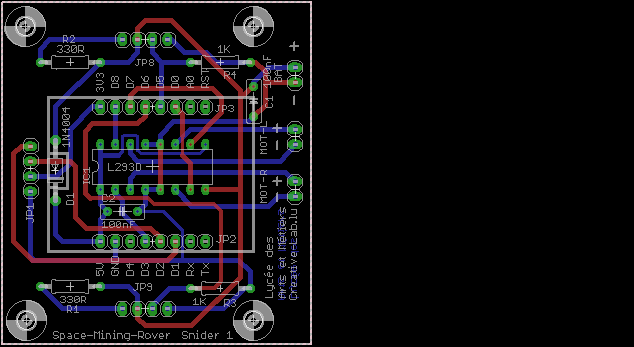 R2
330R
JP8
1K
R4
100nF
C1
BAT
+
-
3V3
D8
D7
D6
D5
D0
A0
RST
JP3
1N4004
D1
JP1
IC1
L293D
MOT-L
+
-
MOT-R
+
-
C2
100nF
JP2
5V
GND
D4
D3
D2
D1
RX
TX
JP9
330R
R1
1K
R3
Lycée des
Arts et Métiers
Creative-Lab.lu
Space-Mining-Rover Snider 1